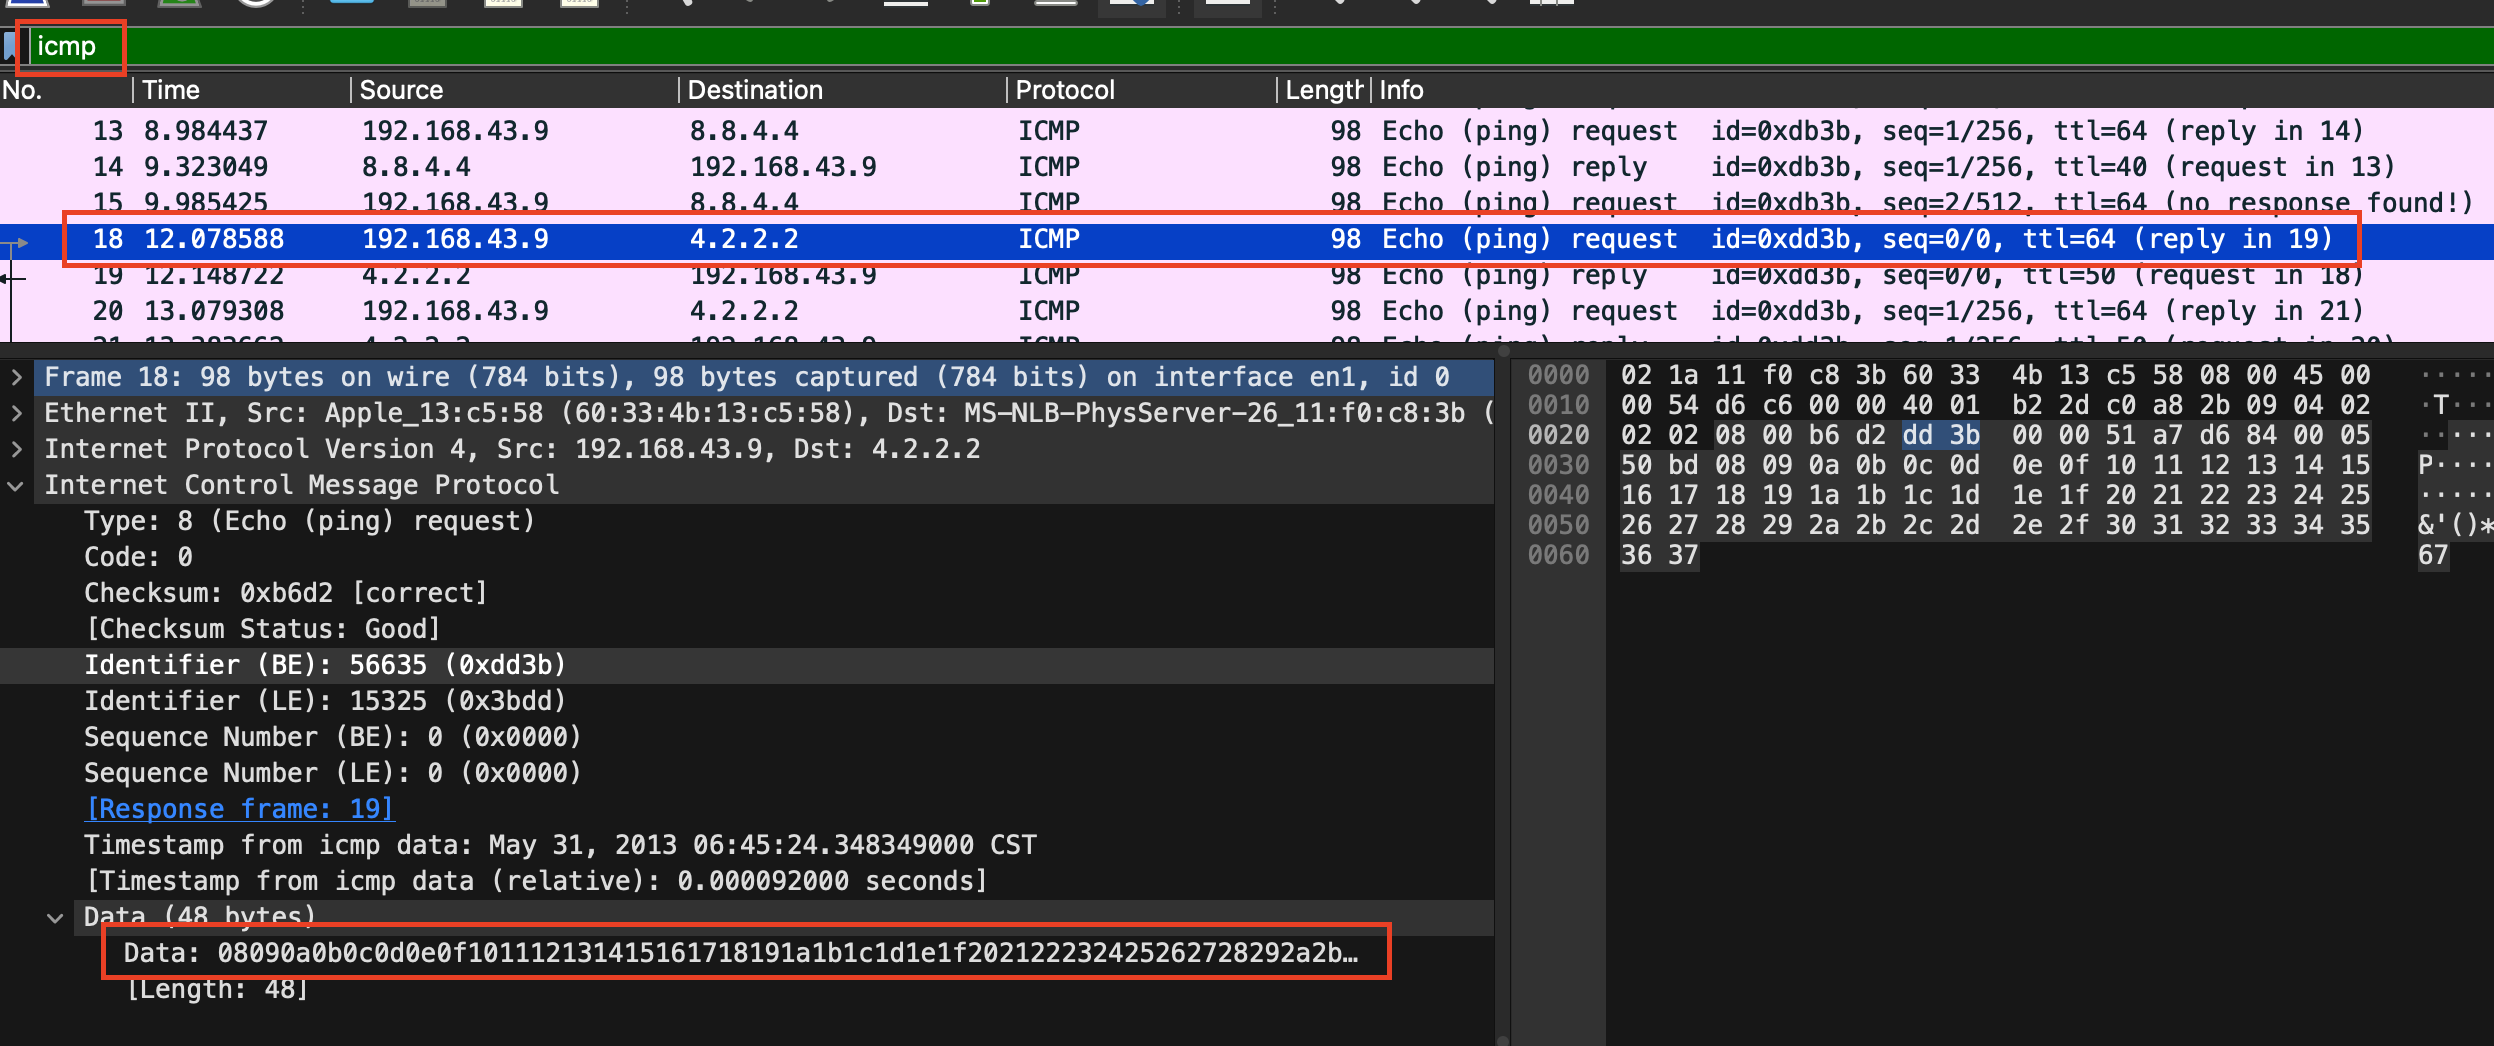 icmp
No. Time Source Destination Protocol Length Info
13 8.984437 192.168.43.9 8.8.4.4 ICMP 98 Echo (ping) request id=0xdb3b, seq=1/256, ttl=64 (reply in 14)
14 9.323049 8.8.4.4 192.168.43.9 ICMP 98 Echo (ping) reply id=0xdb3b, seq=1/256, ttl=40 (request in 13)
15 9.985425 192.168.43.9 8.8.4.4 ICMP 98 Echo (ping) request id=0xdb3b, seq=2/512, ttl=64 (no response found!)
18 12.078588 192.168.43.9 4.2.2.2 ICMP 98 Echo (ping) request id=0xdd3b, seq=0/0, ttl=64 (reply in 19)
19 12.148722 4.2.2.2 192.168.43.9 ICMP 98 Echo (ping) reply id=0xdd3b, seq=0/0, ttl=50 (request in 18)
20 13.079308 192.168.43.9 4.2.2.2 ICMP 98 Echo (ping) request id=0xdd3b, seq=1/256, ttl=64 (reply in 21)
Frame 18: 98 bytes on wire (784 bits), 98 bytes captured (784 bits) on interface en1, id 0
Ethernet II, Src: Apple_13:c5:58 (60:33:4b:13:c5:58), Dst: MS-NLB-PhysServer-26_11:f0:c8:3b (
Internet Protocol Version 4, Src: 192.168.43.9, Dst: 4.2.2.2
Internet Control Message Protocol
Type: 8 (Echo (ping) request)
Code: 0
Checksum: 0xb6d2 [correct]
[Checksum Status: Good]
Identifier (BE): 56635 (0xdd3b)
Identifier (LE): 15325 (0x3bdd)
Sequence Number (BE): 0 (0x0000)
Sequence Number (LE): 0 (0x0000)
[Response frame: 19]
Timestamp from icmp data: May 31, 2013 06:45:24.348349000 CST
[Timestamp from icmp data (relative): 0.000092000 seconds]
Data (48 bytes)
Data: 08090a0b0c0d0e0f101112131415161718191a1b1c1d1e1f202122232425262728292a2b…
[Length: 48]
0000 02 1a 11 f0 c8 3b 60 33 4b 13 c5 58 08 00 45 00 ·····
0010 00 54 d6 c6 00 00 40 01 b2 2d c0 a8 2b 09 04 02 ·T···
0020 02 02 08 00 b6 d2 dd 3b 00 00 51 a7 d6 84 00 05 ·····
0030 50 bd 08 09 0a 0b 0c 0d 0e 0f 10 11 12 13 14 15 P····
0040 16 17 18 19 1a 1b 1c 1d 1e 1f 20 21 22 23 24 25 ·····
0050 26 27 28 29 2a 2b 2c 2d 2e 2f 30 31 32 33 34 35 &'()*
0060 36 37 67